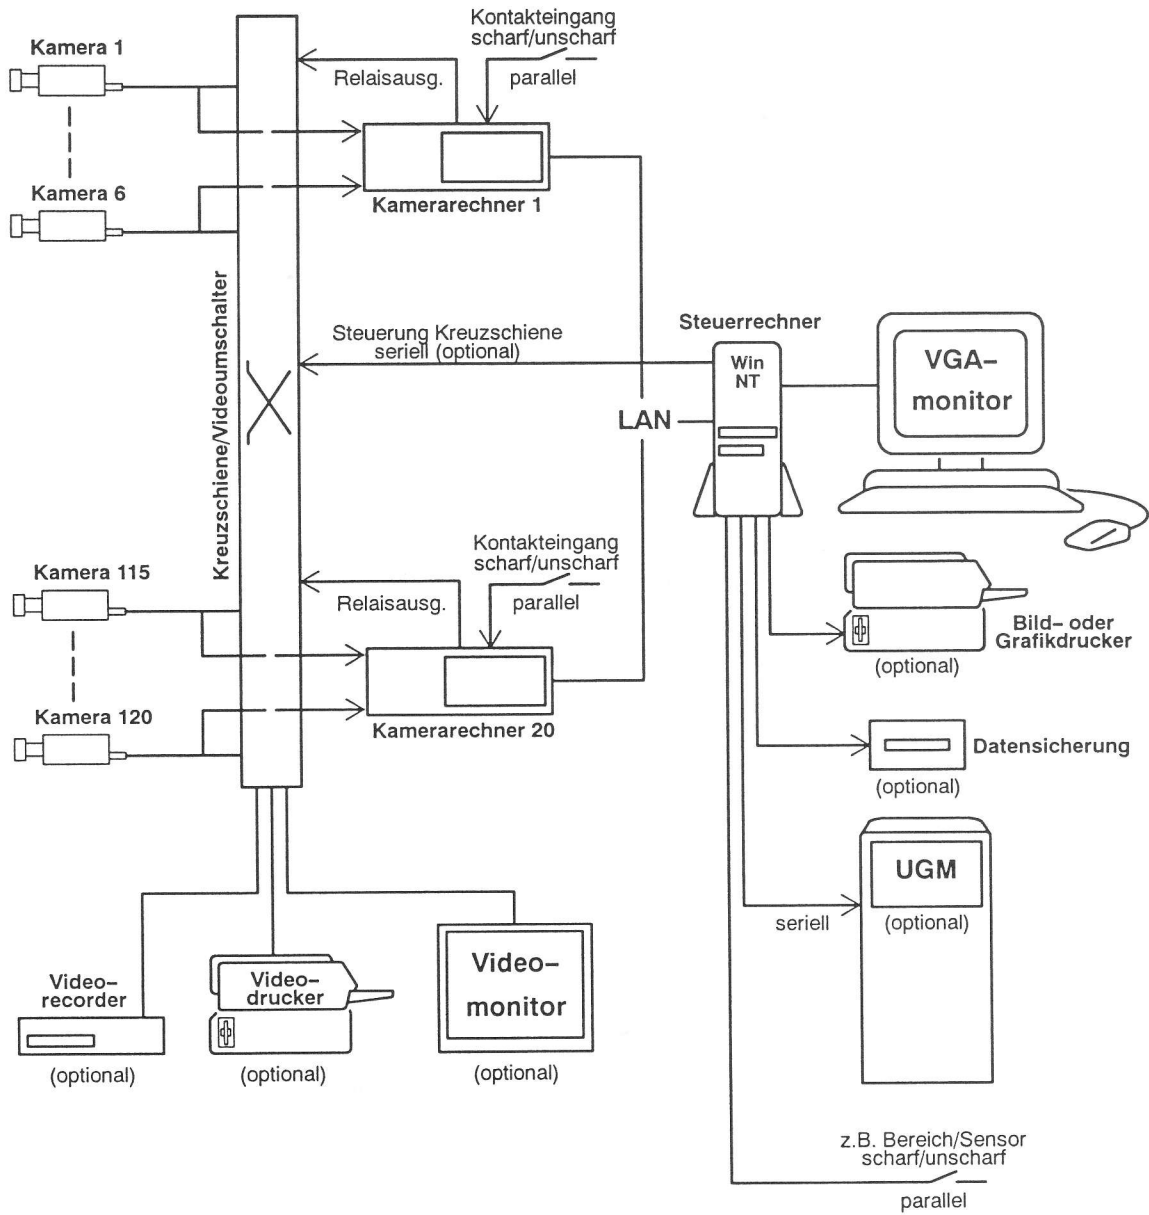 Kontakteingang
scharf/unscharf
Kamera 1
Relaisausg.
parallel
Kamera 6
Kamerarechner 1
Kreuzschiene/Videoumschalter
Steuerung Kreuzschiene
seriell (optional)
Steuerrechner
Win
NT
VGA–
monitor
LAN
Kontakteingang
scharf/unscharf
Kamera 115
Relaisausg.
parallel
Bild– oder
Grafikdrucker
(optional)
Kamera 120
Kamerarechner 20
Datensicherung
(optional)
UGM
(optional)
seriell
Video–
recorder
(optional)
Video–
drucker
(optional)
Video–
monitor
(optional)
z.B. Bereich/Sensor
scharf/unscharf
parallel